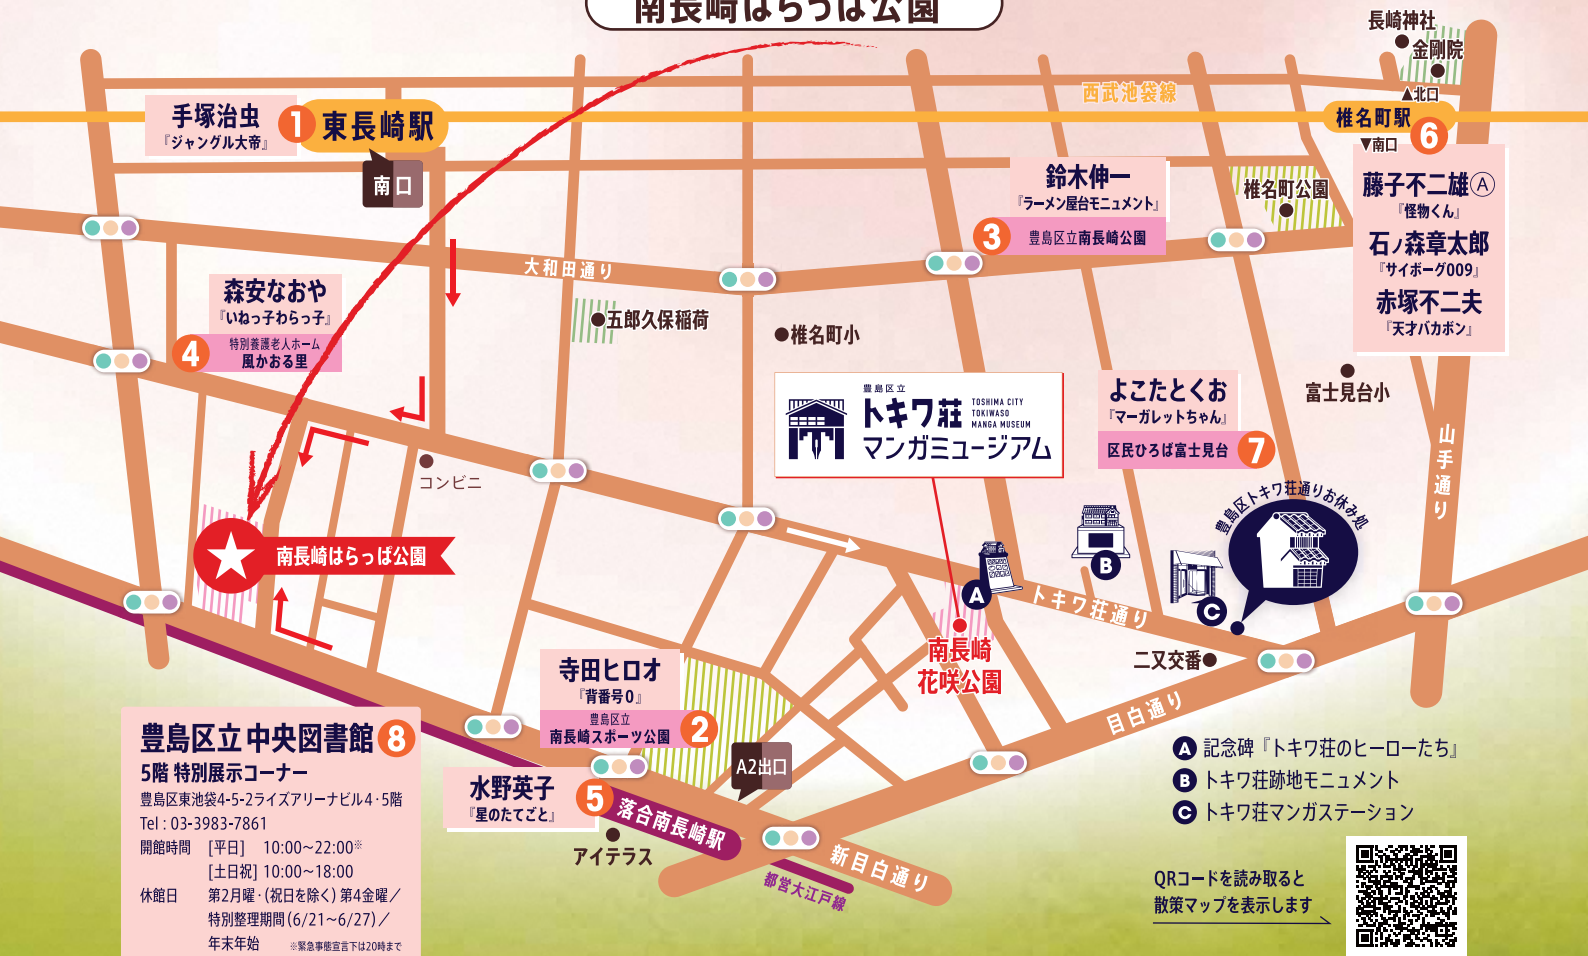 南長崎はらっぱ公園
長崎神社
金剛院
▲北口
西武池袋線
手塚治虫
『ジャングル大帝』
1
東長崎駅
南口
椎名町駅
6
▼南口
藤子不二雄Ⓐ
『怪物くん』
石ノ森章太郎
『サイボーグ009』
赤塚不二夫
『天才バカボン』
鈴木伸一
『ラーメン屋台モニュメント』
3
豊島区立南長崎公園
椎名町公園
大和田通り
森安なおや
『いねっ子わらっ子』
4
特別養護老人ホーム
風かおる里
五郎久保稲荷
椎名町小
富士見台小
豊島区立
トキワ荘
マンガミュージアム
TOSHIMA CITY
TOKIWASO
MANGA MUSEUM
よこたとくお
『マーガレットちゃん』
区民ひろば富士見台
7
山手通り
コンビニ
豊島区トキワ荘通りお休み処
南長崎はらっぱ公園
A
B
C
トキワ荘通り
南長崎
花咲公園
二又交番
目白通り
寺田ヒロオ
『背番号0』
豊島区立
南長崎スポーツ公園
2
A2出口
水野英子
『星のたてごと』
5
落合南長崎駅
アイテラス
都営大江戸線
新目白通り
豊島区立 中央図書館 8
5階 特別展示コーナー
豊島区東池袋4-5-2ライズアリーナビル4・5階
Tel : 03-3983-7861
開館時間 [平日] 10:00〜22:00※
[土日祝] 10:00〜18:00
休館日 第2月曜・(祝日を除く) 第4金曜／
特別整理期間(6/21〜6/27)／
年末年始 ※緊急事態宣言下は20時まで
A 記念碑『トキワ荘のヒーローたち』
B トキワ荘跡地モニュメント
C トキワ荘マンガステーション
QRコードを読み取ると
散策マップを表示します